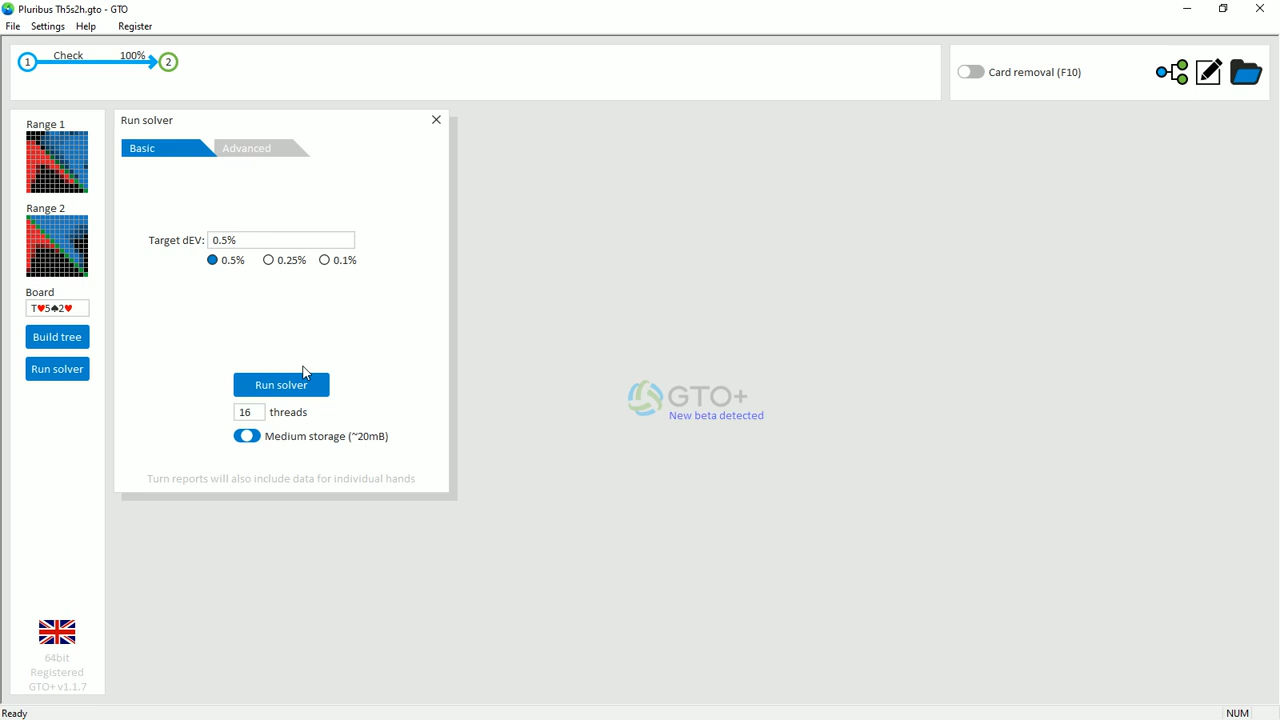 Pluribus Th5s2h.gto - GTO
File Settings Help Register
1 Check 100% 2
Card removal (F10)
Range 1
Range 2
Board
T♥5♠2♥
Build tree
Run solver
64bit
Registered
GTO+ v1.1.7
Run solver
Basic Advanced
Target dEV: 0.5%
0.5% 0.25% 0.1%
Run solver
16 threads
Medium storage (~20mB)
Turn reports will also include data for individual hands
GTO+
New beta detected
Ready NUM